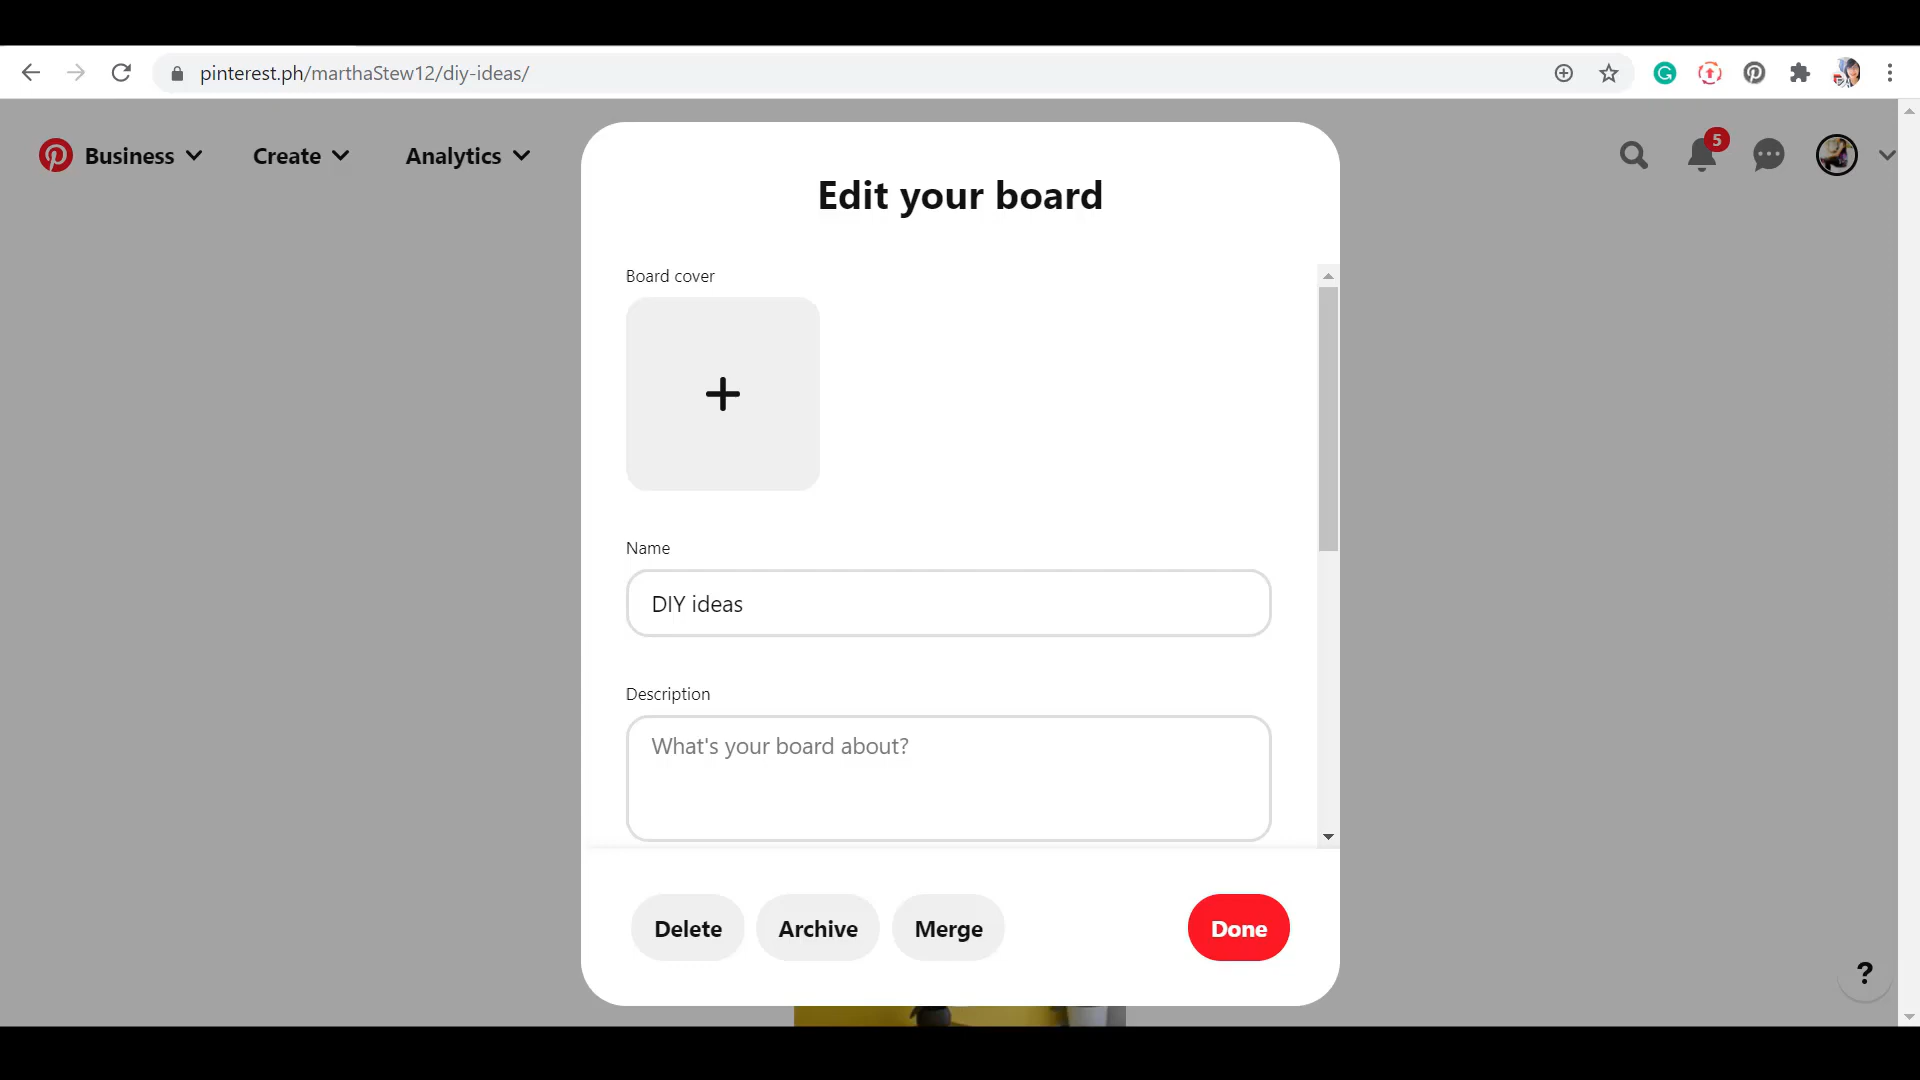 pinterest.ph/marthaStew12/diy-ideas/
Business
Create
Analytics
5
Edit your board
Board cover
Name
DIY ideas
Description
What's your board about?
Delete
Archive
Merge
Done
?